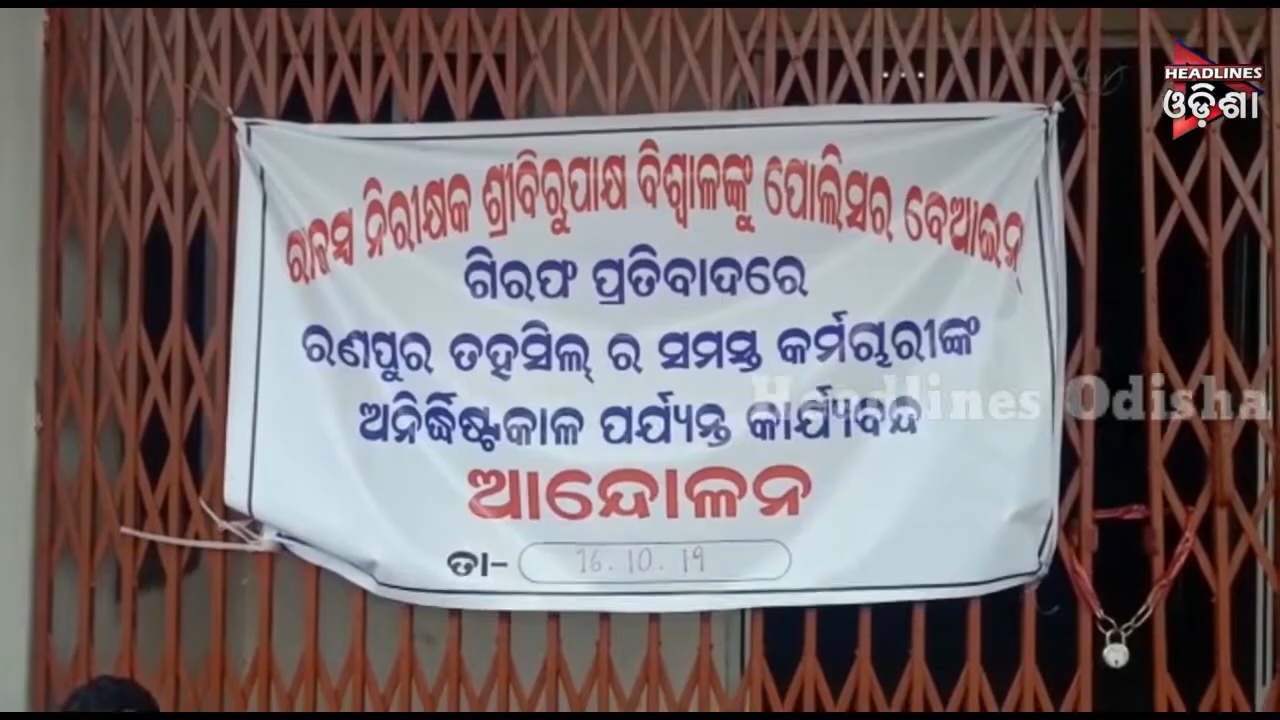 HEADLINES
ଓଡ଼ିଶା
ରାଜସ୍ୱ ନିରୀକ୍ଷକ ଶ୍ରୀବିରୁପାକ୍ଷ ବିଶ୍ୱାଳଙ୍କୁ ପୋଲିସର ବେଆଇନ୍
ଗିରଫ ପ୍ରତିବାଦରେ
ରଣପୁର ତହସିଲ୍ ର ସମସ୍ତ କର୍ମଚାରୀଙ୍କ
ଅନିର୍ଦ୍ଧିଷ୍ଟକାଳ ପର୍ଯ୍ୟନ୍ତ କାର୍ଯ୍ୟବନ୍ଦ
Headlines Odisha
ଆନ୍ଦୋଳନ
ତା- 16.10.19